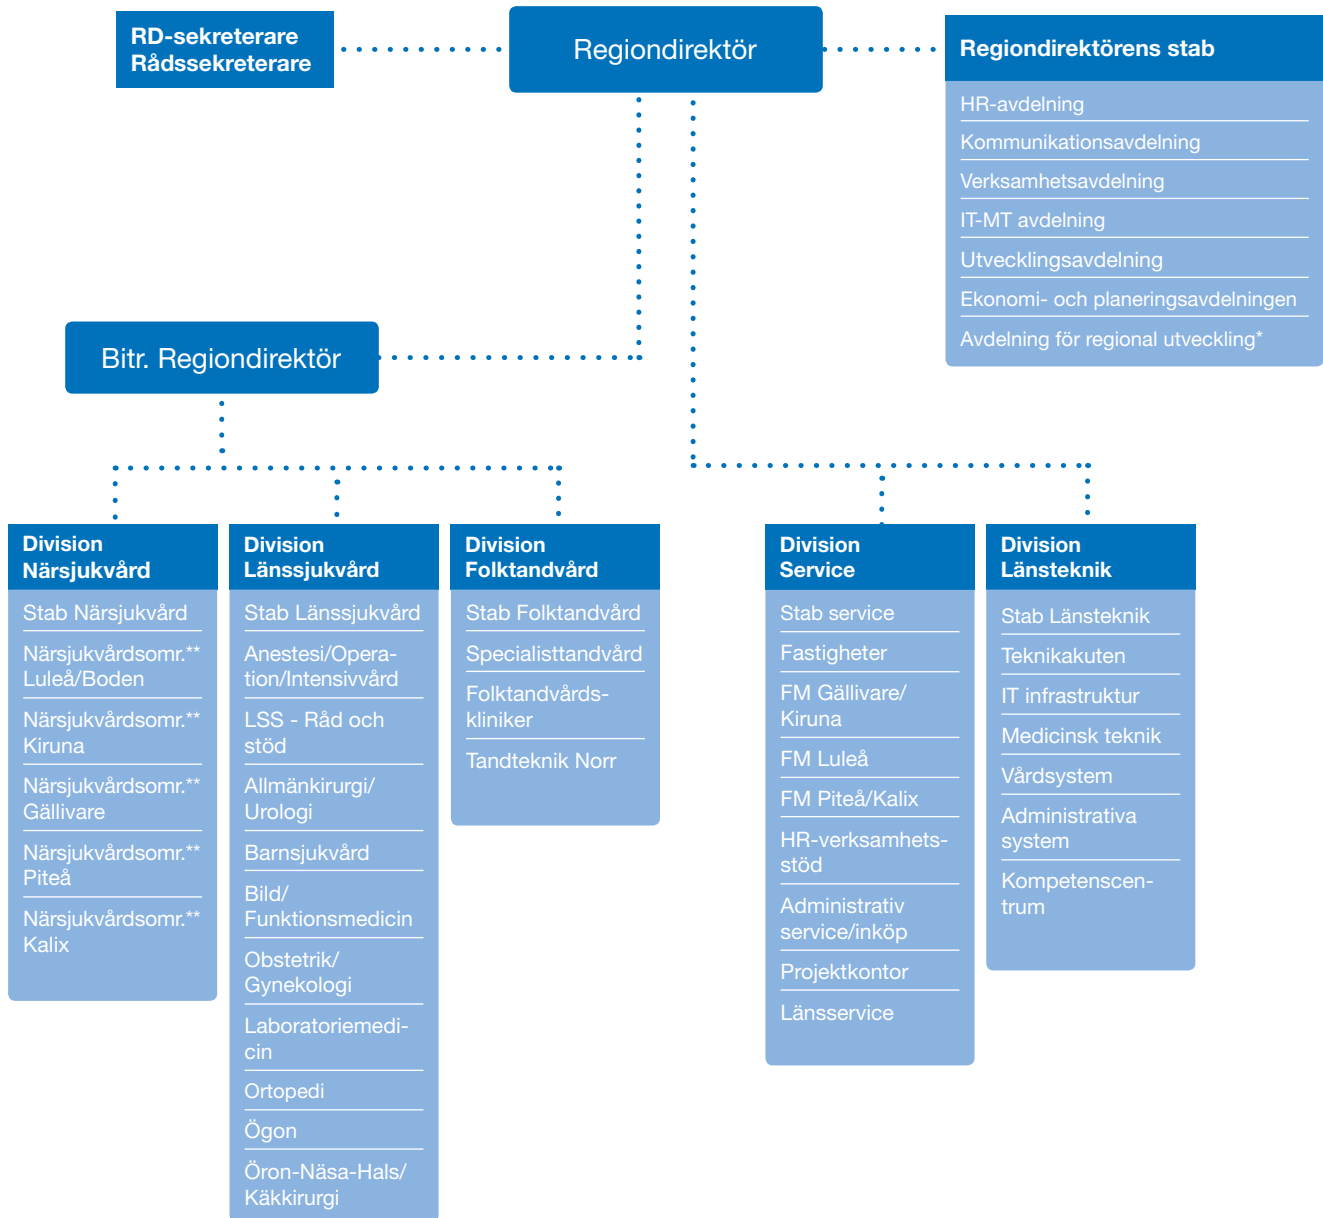 RD-sekreterare
Rådssekreterare
Regiondirektör
Regiondirektörens stab
HR-avdelning
Kommunikationsavdelning
Verksamhetsavdelning
IT-MT avdelning
Utvecklingsavdelning
Ekonomi- och planeringsavdelningen
Avdelning för regional utveckling*
Bitr. Regiondirektör
Division
Närsjukvård
Stab Närsjukvård
Närsjukvårdsomr.**
Luleå/Boden
Närsjukvårdsomr.**
Kiruna
Närsjukvårdsomr.**
Gällivare
Närsjukvårdsomr.**
Piteå
Närsjukvårdsomr.**
Kalix
Division
Länssjukvård
Stab Länssjukvård
Anestesi/Opera-
tion/Intensivvård
LSS - Råd och
stöd
Allmänkirurgi/
Urologi
Barnsjukvård
Bild/
Funktionsmedicin
Obstetrik/
Gynekologi
Laboratoriemedi-
cin
Ortopedi
Ögon
Öron-Näsa-Hals/
Käkkirurgi
Division
Folktandvård
Stab Folktandvård
Specialisttandvård
Folktandvårds-
kliniker
Tandteknik Norr
Division
Service
Stab service
Fastigheter
FM Gällivare/
Kiruna
FM Luleå
FM Piteå/Kalix
HR-verksamhets-
stöd
Administrativ
service/inköp
Projektkontor
Länsservice
Division
Länsteknik
Stab Länsteknik
Teknikakuten
IT infrastruktur
Medicinsk teknik
Vårdsystem
Administrativa
system
Kompetenscen-
trum